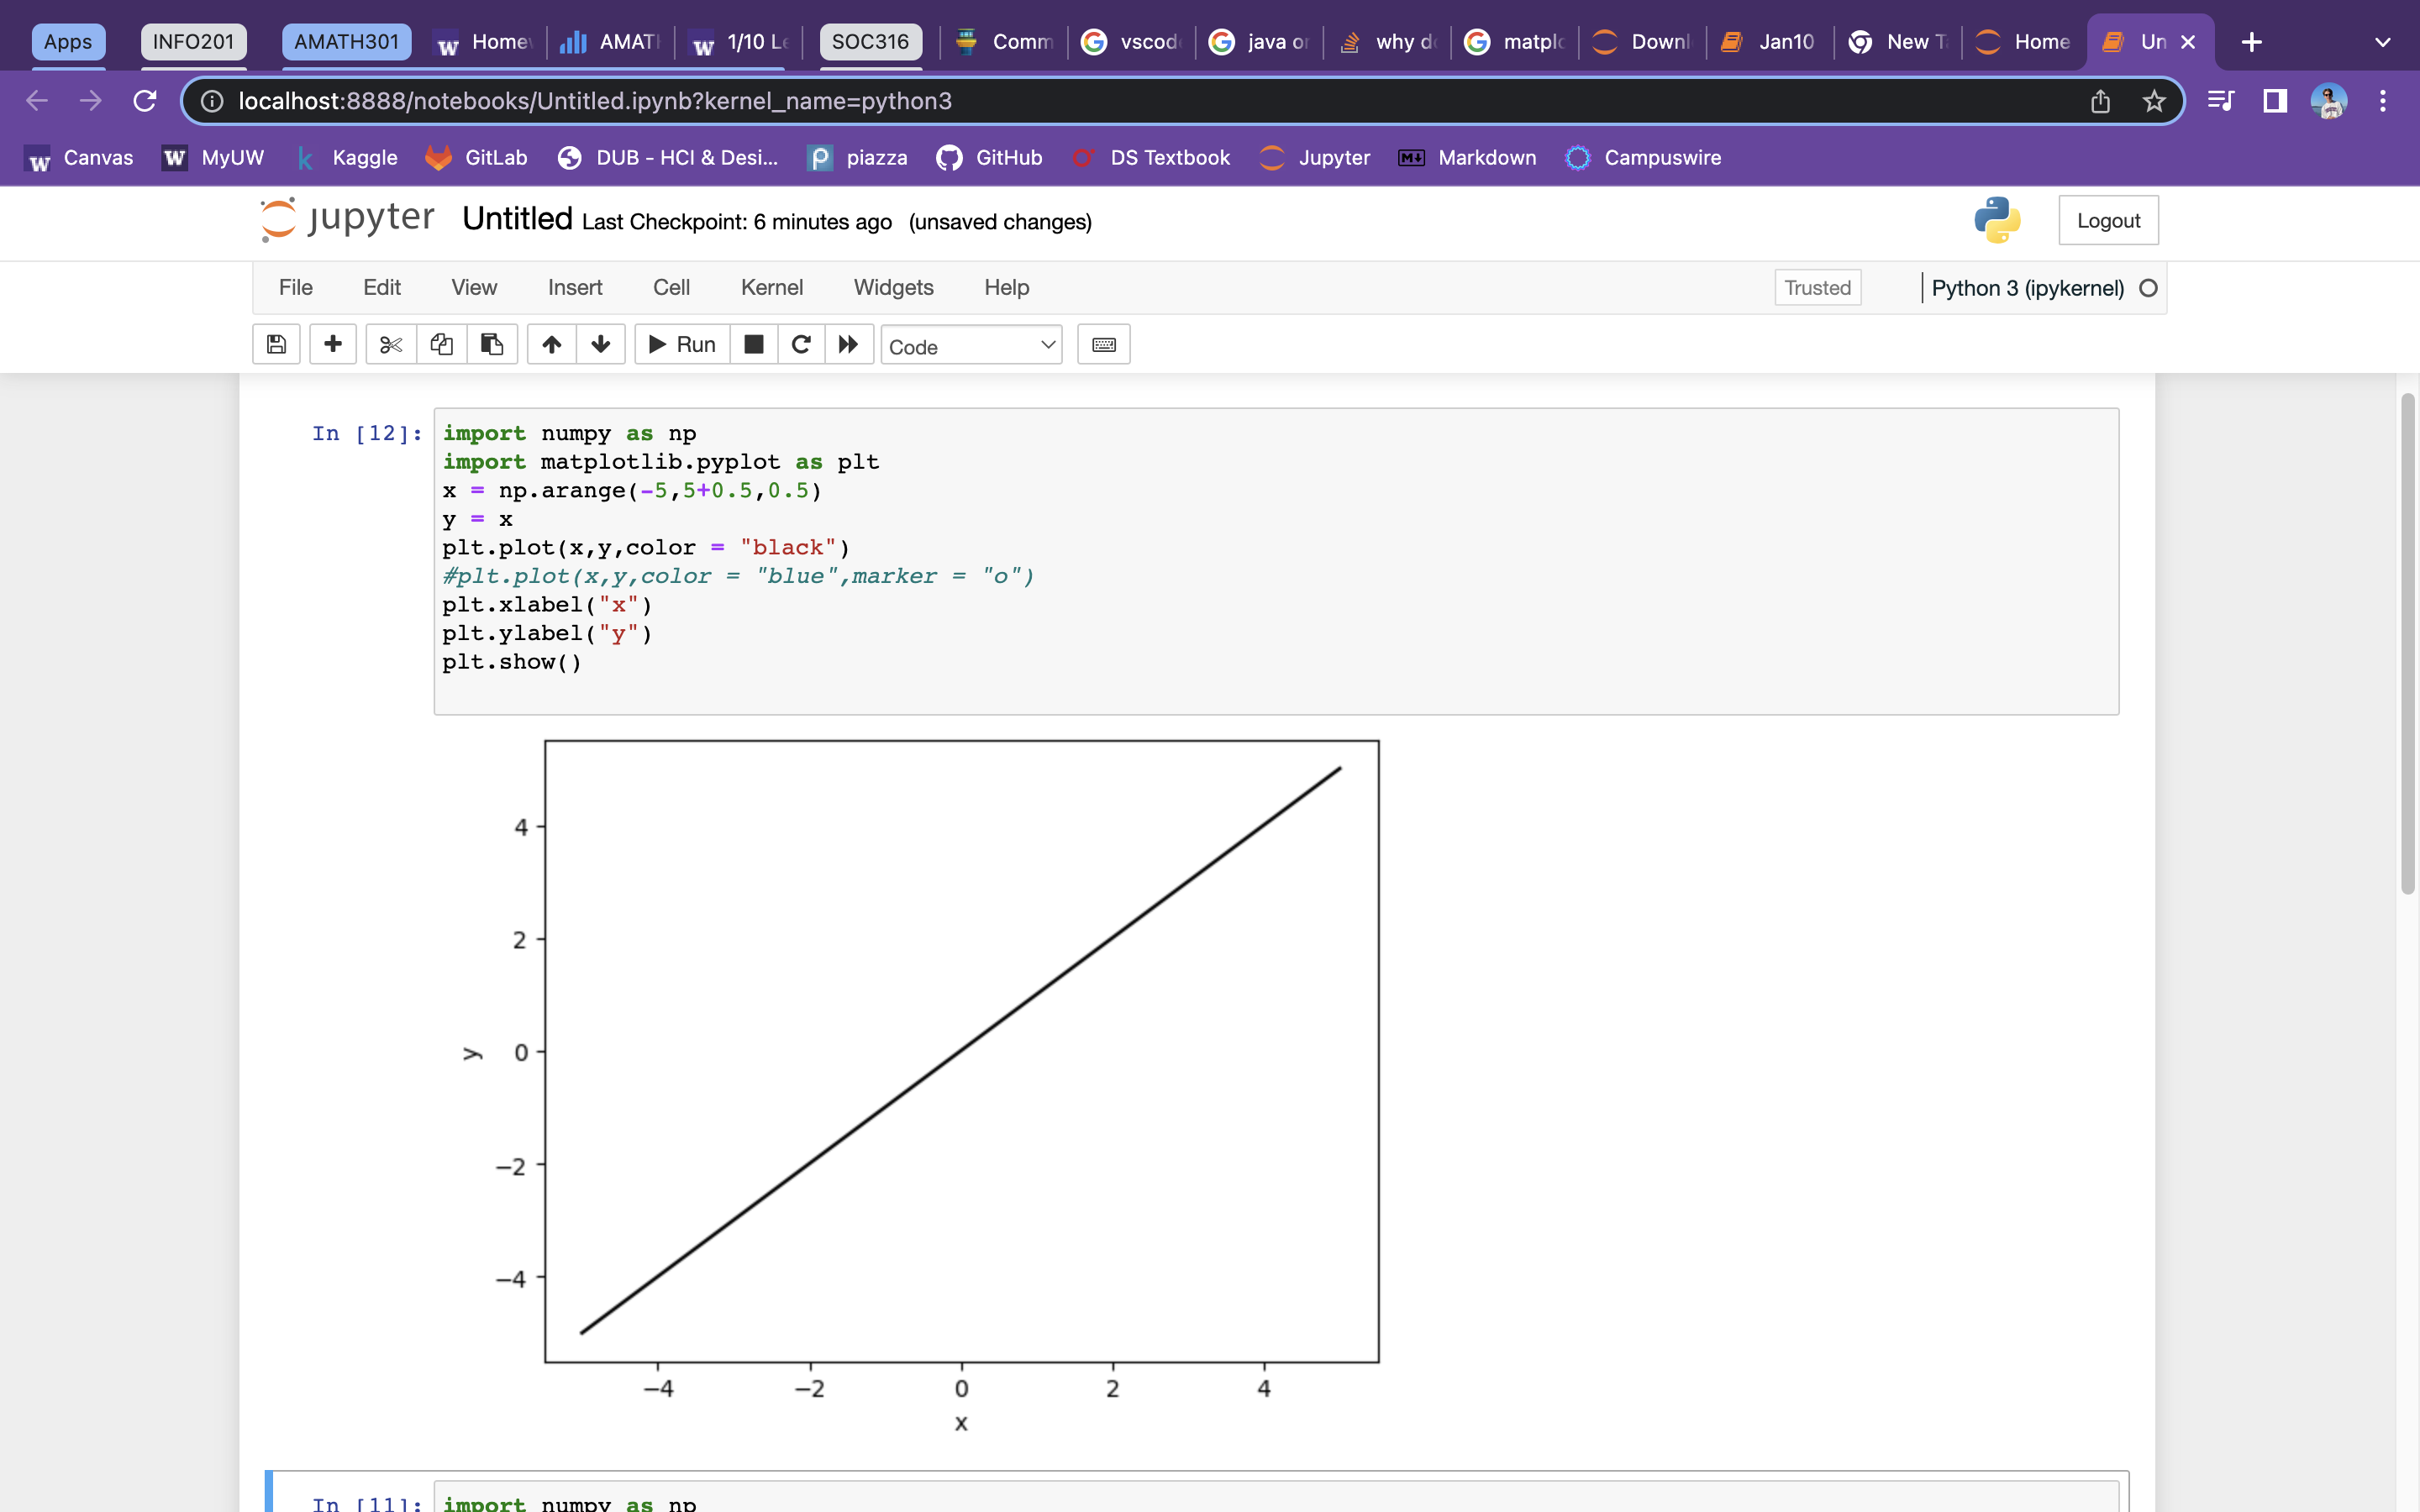 Apps INFO201 AMATH301 Home AMATH 1/10 Le SOC316 Comm vscod java or why do matplo Downl Jan10 New Ta Home Un
localhost:8888/notebooks/Untitled.ipynb?kernel_name=python3
Canvas MyUW Kaggle GitLab DUB - HCI & Desi... piazza GitHub DS Textbook Jupyter Markdown Campuswire
jupyter Untitled Last Checkpoint: 6 minutes ago (unsaved changes) Logout
File Edit View Insert Cell Kernel Widgets Help Trusted Python 3 (ipykernel)
Run Code
In [12]: import numpy as np
import matplotlib.pyplot as plt
x = np.arange(-5,5+0.5,0.5)
y = x
plt.plot(x,y,color = "black")
#plt.plot(x,y,color = "blue",marker = "o")
plt.xlabel("x")
plt.ylabel("y")
plt.show()
4
2
y 0
−2
−4
−4 −2 0 2 4
x
In [11]: import numpy as np